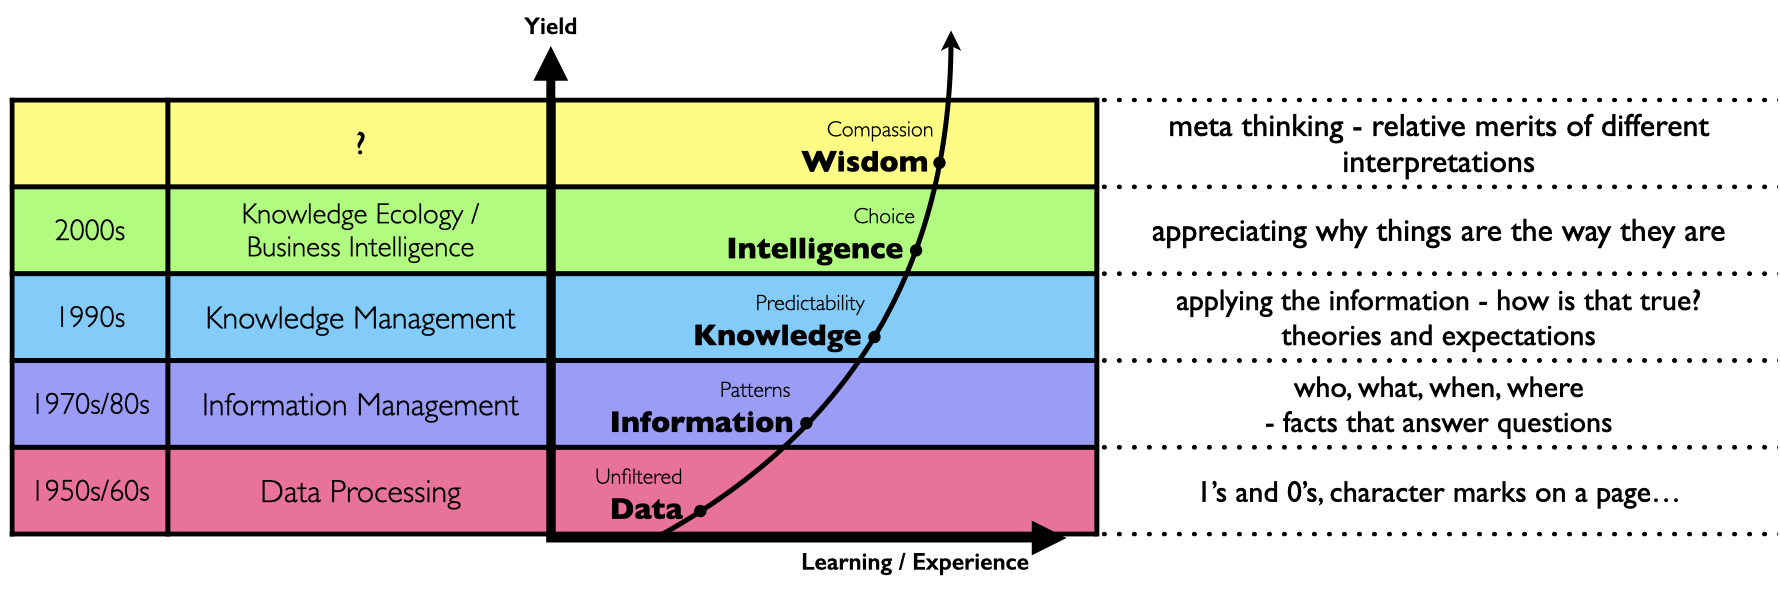 Yield
?
Compassion
Wisdom
meta thinking - relative merits of different
interpretations
2000s
Knowledge Ecology /
Business Intelligence
Choice
Intelligence
appreciating why things are the way they are
1990s
Knowledge Management
Predictability
Knowledge
applying the information - how is that true?
theories and expectations
1970s/80s
Information Management
Patterns
Information
who, what, when, where
- facts that answer questions
1950s/60s
Data Processing
Unfiltered
Data
1's and 0's, character marks on a page…
Learning / Experience